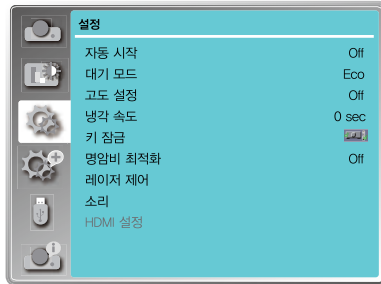 설정
자동 시작 Off
대기 모드 Eco
고도 설정 Off
냉각 속도 0 sec
키 잠금
명암비 최적화 Off
레이저 제어
소리
HDMI 설정